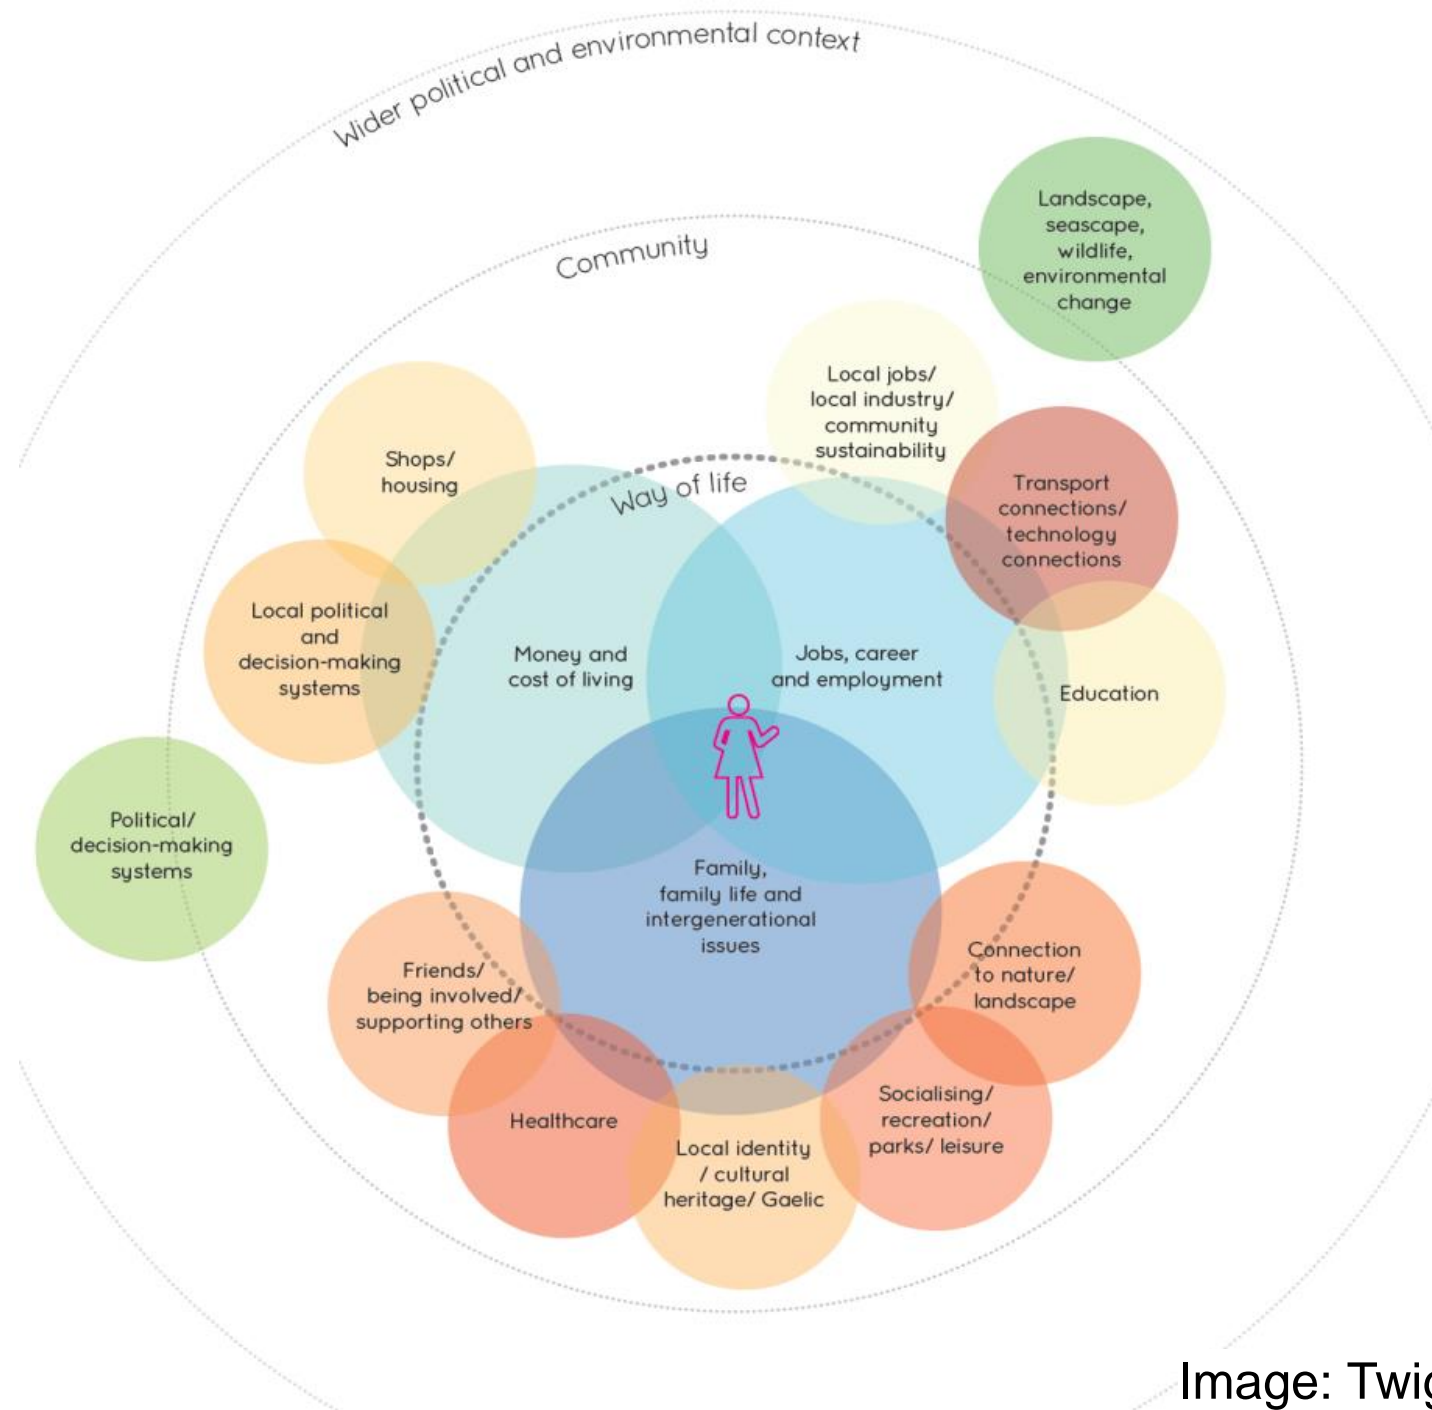 Wider political and environmental context
Community
Landscape,
seascape,
wildlife,
environmental
change
Local jobs/
local industry/
community
sustainability
Shops/
housing
Way of life
Transport
connections/
technology
connections
Local political
and
decision-making
systems
Money and
cost of living
Jobs, career
and employment
Education
Political/
decision-making
systems
Family,
family life and
intergenerational
issues
Friends/
being involved/
supporting others
Connection
to nature/
landscape
Healthcare
Local identity
/ cultural
heritage/ Gaelic
Socialising/
recreation/
parks/ leisure
Image: